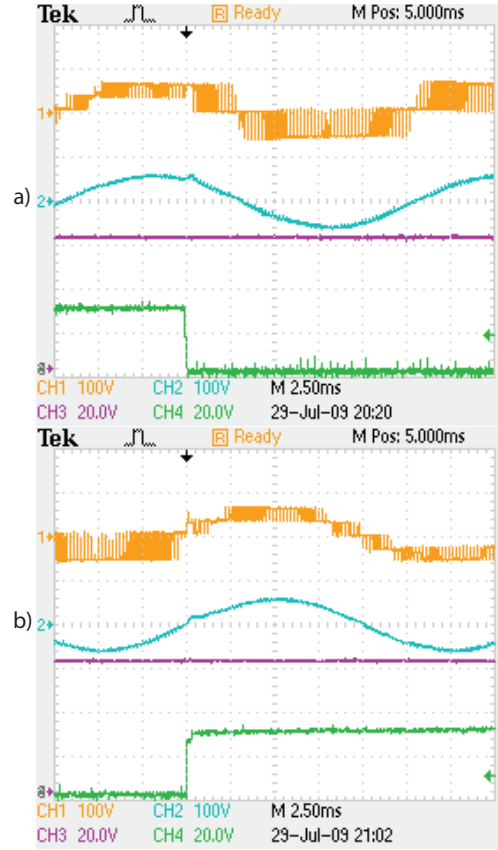 Tek R Ready M Pos: 5.000ms
1
a) 2
CH1 100V CH2 100V M 2.50ms
CH3 20.0V CH4 20.0V 29-Jul-09 20:20
Tek R Ready M Pos: 5.000ms
1
b) 2
CH1 100V CH2 100V M 2.50ms
CH3 20.0V CH4 20.0V 29-Jul-09 21:02